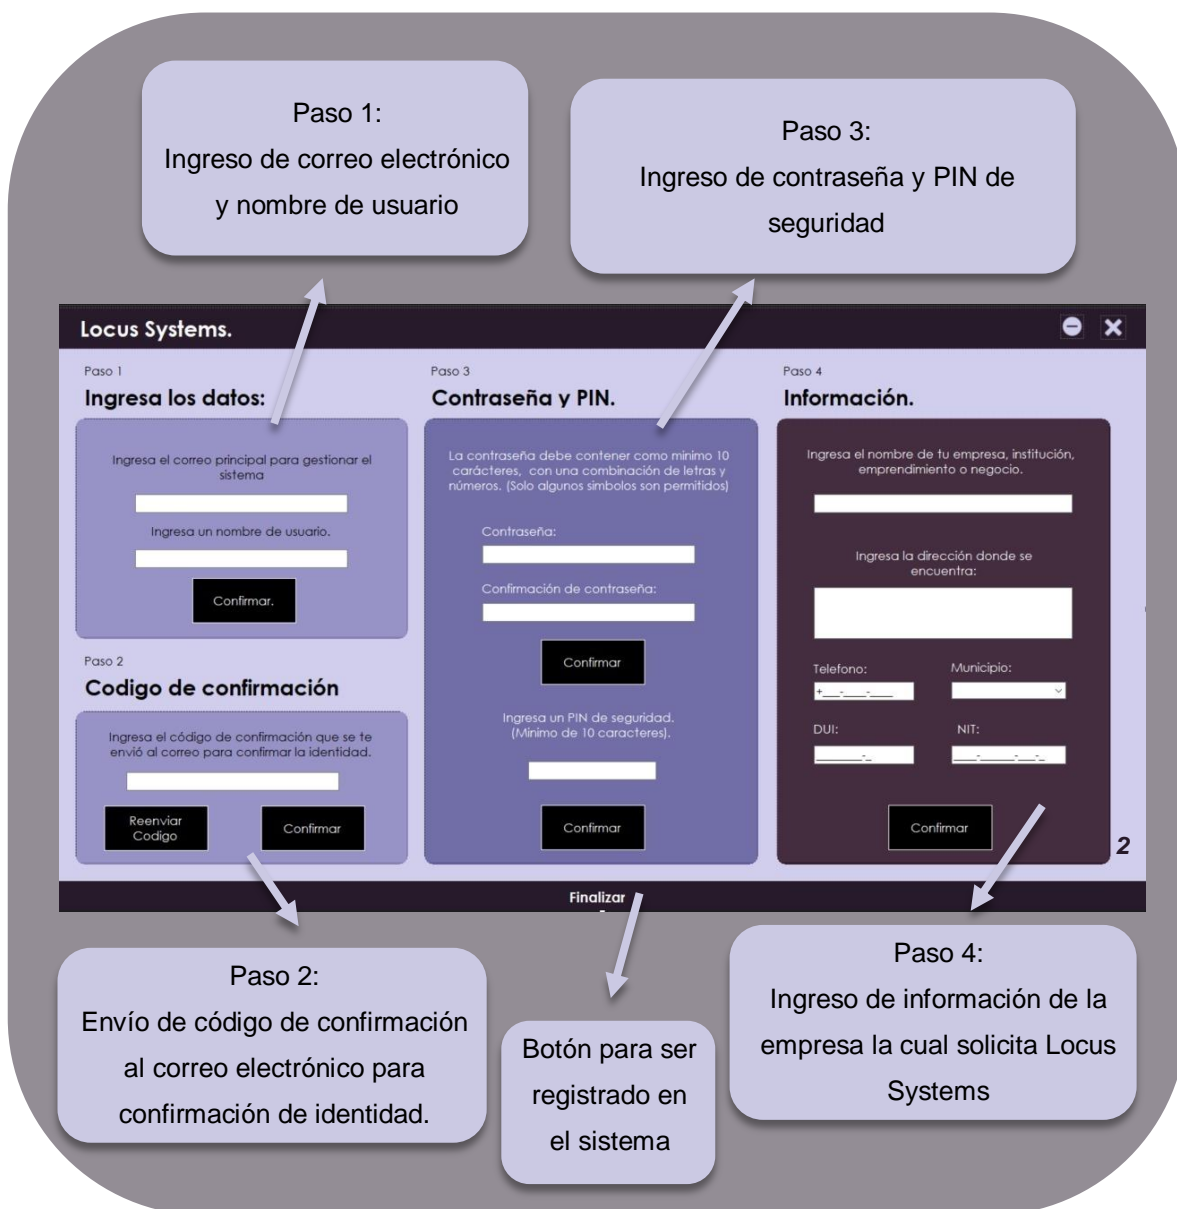 Paso 1:
Ingreso de correo electrónico
y nombre de usuario
Paso 3:
Ingreso de contraseña y PIN de
seguridad
Locus Systems.
Paso 1
Ingresa los datos:
Ingresa el correo principal para gestionar el
sistema
Ingresa un nombre de usuario.
Confirmar.
Paso 2
Codigo de confirmación
Ingresa el código de confirmación que se te
envió al correo para confirmar la identidad.
Reenviar
Codigo
Confirmar
Paso 3
Contraseña y PIN.
La contraseña debe contener como minimo 10
carácteres, con una combinación de letras y
números. (Solo algunos simbolos son permitidos)
Contraseña:
Confirmación de contraseña:
Confirmar
Ingresa un PIN de seguridad.
(Minimo de 10 caracteres).
Confirmar
Paso 4
Información.
Ingresa el nombre de tu empresa, institución,
emprendimiento o negocio.
Ingresa la dirección donde se
encuentra:
Telefono:
Municipio:
+___-___-____
DUI:
NIT:
________-_
____-______-___-_
Confirmar
2
Finalizar
Paso 2:
Envío de código de confirmación
al correo electrónico para
confirmación de identidad.
Botón para ser
registrado en
el sistema
Paso 4:
Ingreso de información de la
empresa la cual solicita Locus
Systems